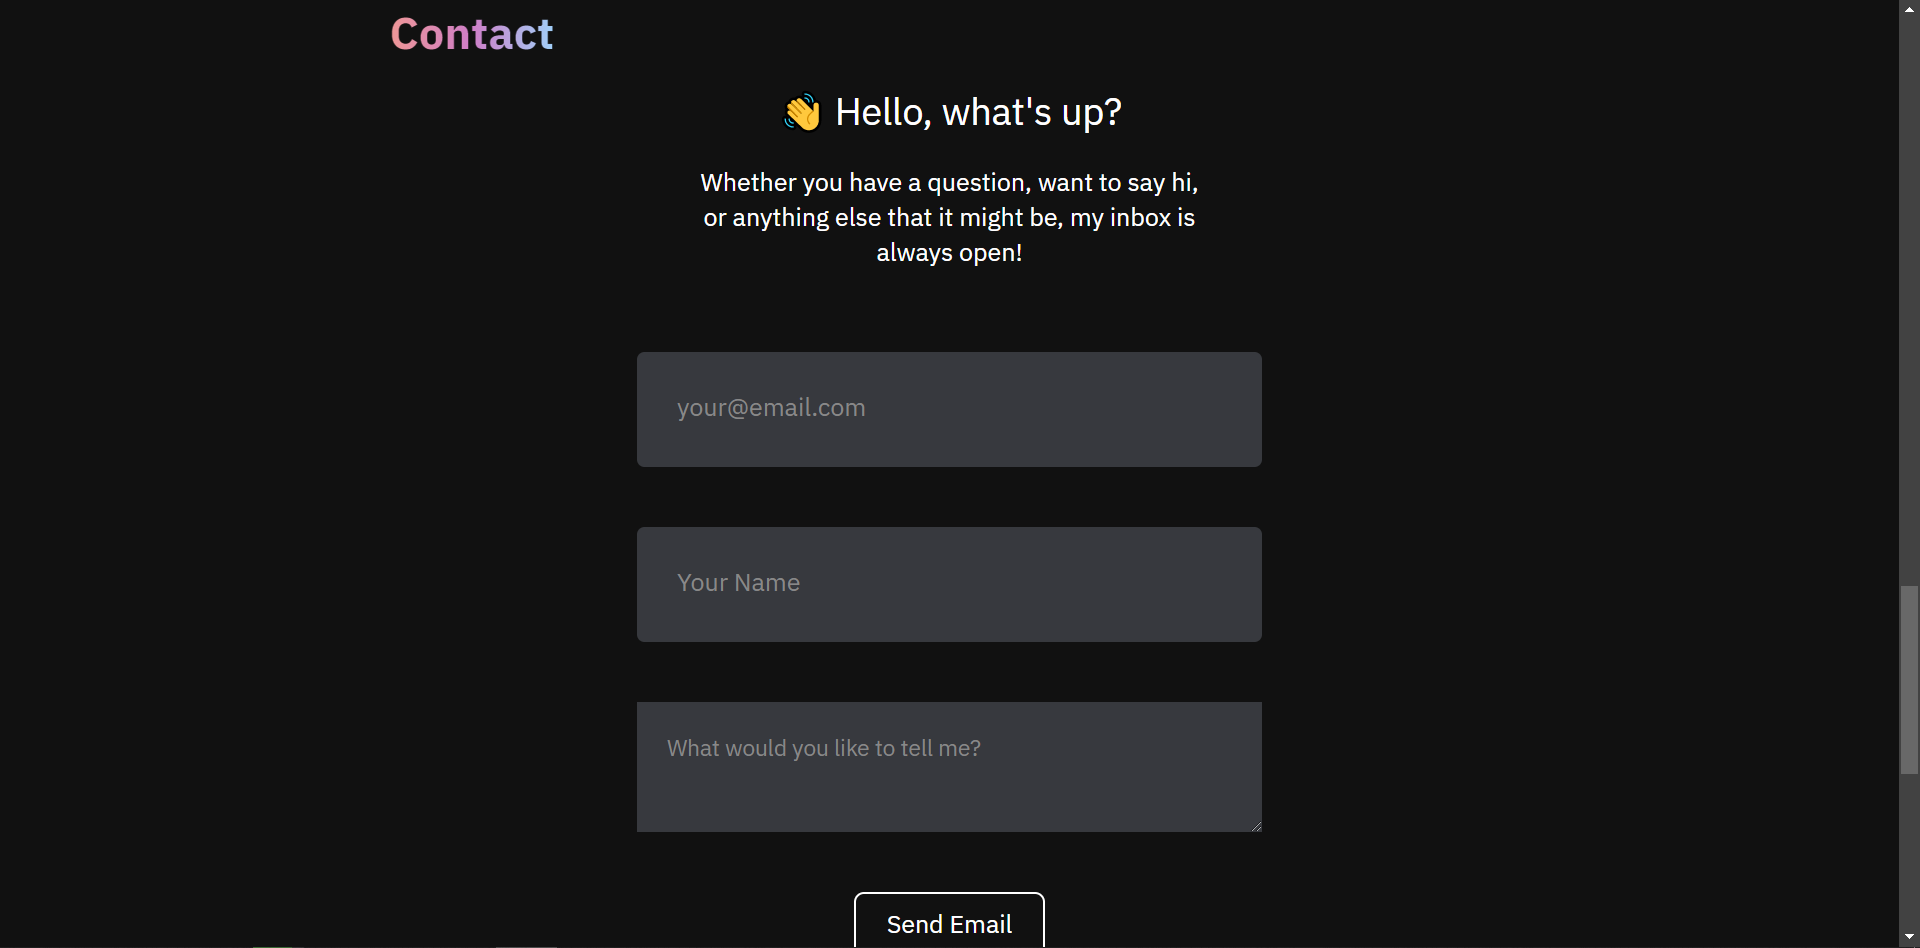 Contact
👋 Hello, what's up?
Whether you have a question, want to say hi,
or anything else that it might be, my inbox is
always open!
your@email.com
Your Name
What would you like to tell me?
Send Email